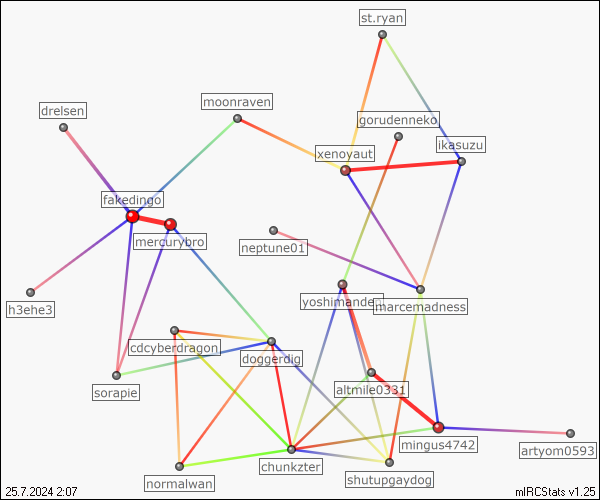 st.ryan
moonraven
drelsen
gorudenneko
ikasuzu
xenoyaut
fakedingo
mercurybro
neptune01
h3ehe3
marcemadness
cdcyberdragon
doggerdig
sorapie
altmile0331
mingus4742
artyom0593
chunkzter
shutupgaydog
normalwan
25.7.2024 2:07
mIRCStats v1.25